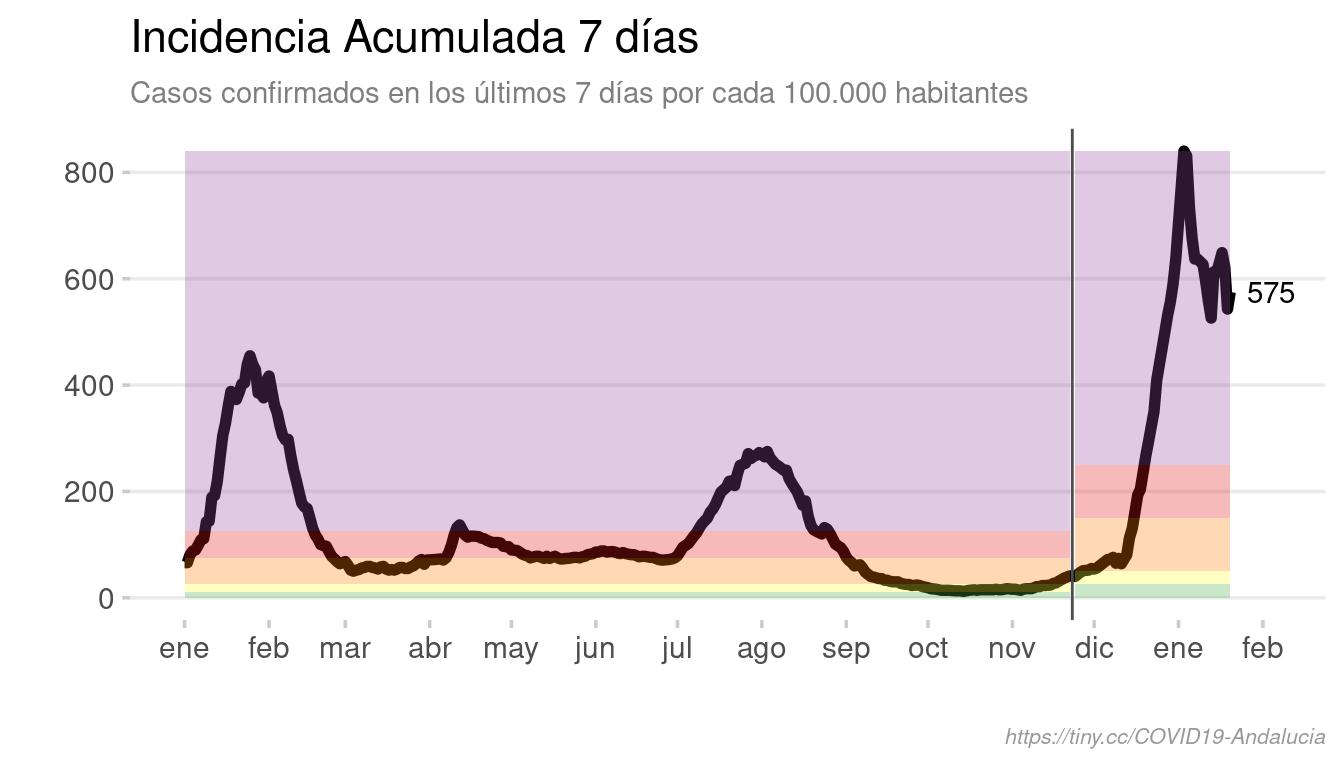 Incidencia Acumulada 7 días
Casos confirmados en los últimos 7 días por cada 100.000 habitantes
800
600
400
200
0
575
ene feb mar abr may jun jul ago sep oct nov dic ene feb
https://tiny.cc/COVID19-Andalucia